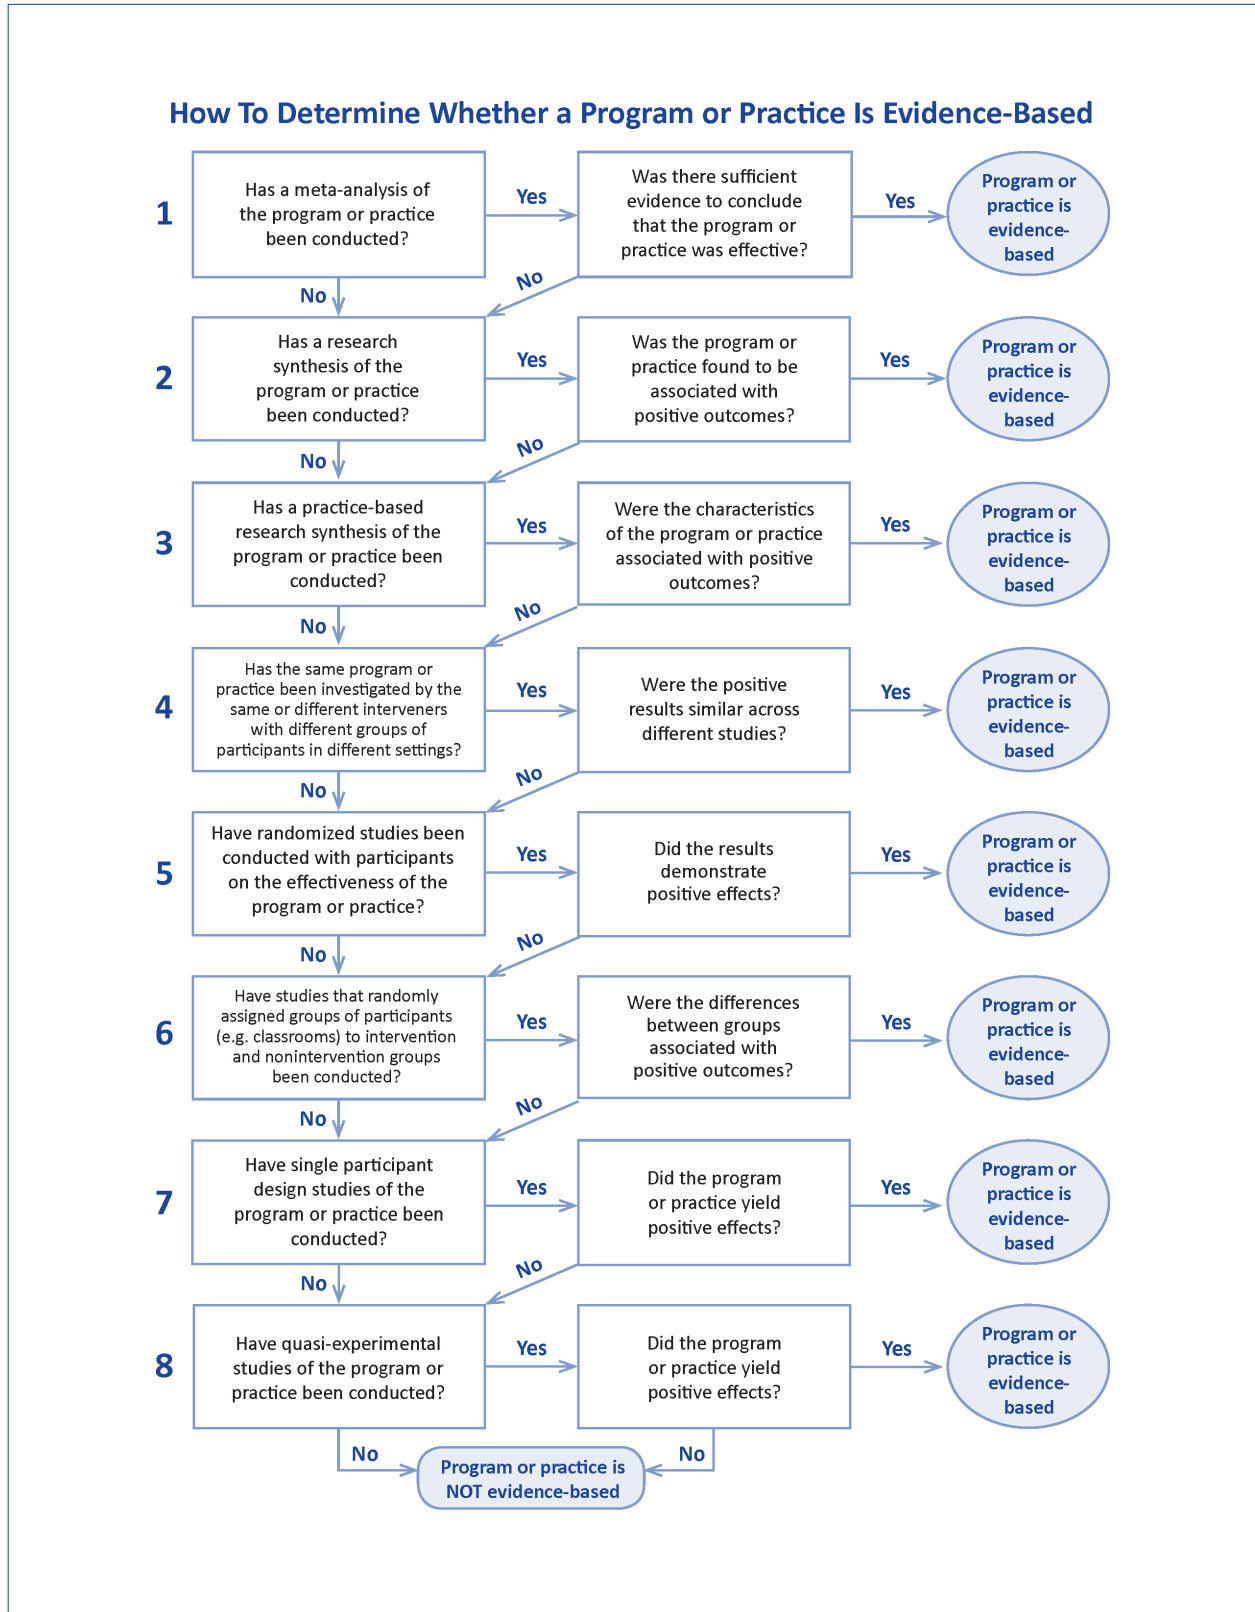 How To Determine Whether a Program or Practice Is Evidence-Based
1
Has a meta-analysis of
the program or practice
been conducted?
Yes
Was there sufficient
evidence to conclude
that the program or
practice was effective?
Yes
Program or
practice is
evidence-
based
No
No
2
Has a research
synthesis of the
program or practice
been conducted?
Yes
Was the program or
practice found to be
associated with
positive outcomes?
Yes
Program or
practice is
evidence-
based
No
No
3
Has a practice-based
research synthesis of the
program or practice been
conducted?
Yes
Were the characteristics
of the program or practice
associated with positive
outcomes?
Yes
Program or
practice is
evidence-
based
No
No
4
Has the same program or
practice been investigated by the
same or different interveners
with different groups of
participants in different settings?
Yes
Were the positive
results similar across
different studies?
Yes
Program or
practice is
evidence-
based
No
No
5
Have randomized studies been
conducted with participants
on the effectiveness of the
program or practice?
Yes
Did the results
demonstrate
positive effects?
Yes
Program or
practice is
evidence-
based
No
No
6
Have studies that randomly
assigned groups of participants
(e.g. classrooms) to intervention
and nonintervention groups
been conducted?
Yes
Were the differences
between groups
associated with
positive outcomes?
Yes
Program or
practice is
evidence-
based
No
No
7
Have single participant
design studies of the
program or practice been
conducted?
Yes
Did the program
or practice yield
positive effects?
Yes
Program or
practice is
evidence-
based
No
No
8
Have quasi-experimental
studies of the program or
practice been conducted?
Yes
Did the program
or practice yield
positive effects?
Yes
Program or
practice is
evidence-
based
No
No
Program or practice is
NOT evidence-based